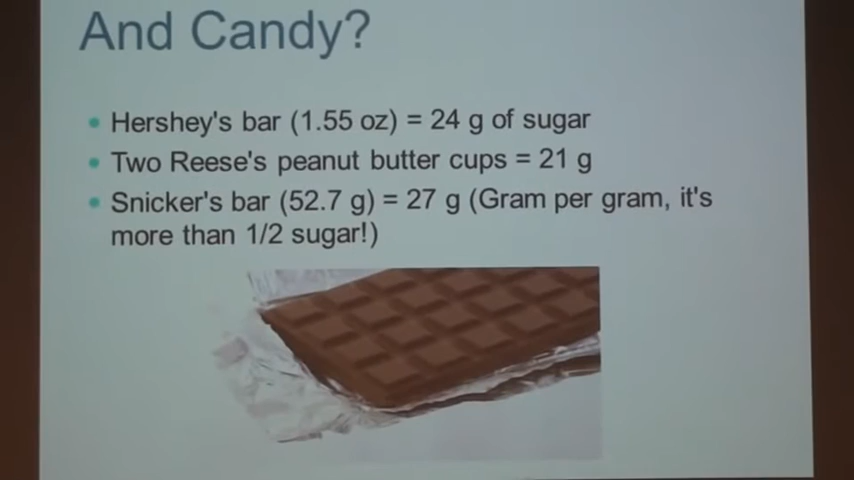 And Candy?
Hershey's bar (1.55 oz) = 24 g of sugar
Two Reese's peanut butter cups = 21 g
Snicker's bar (52.7 g) = 27 g (Gram per gram, it's
more than 1/2 sugar!)